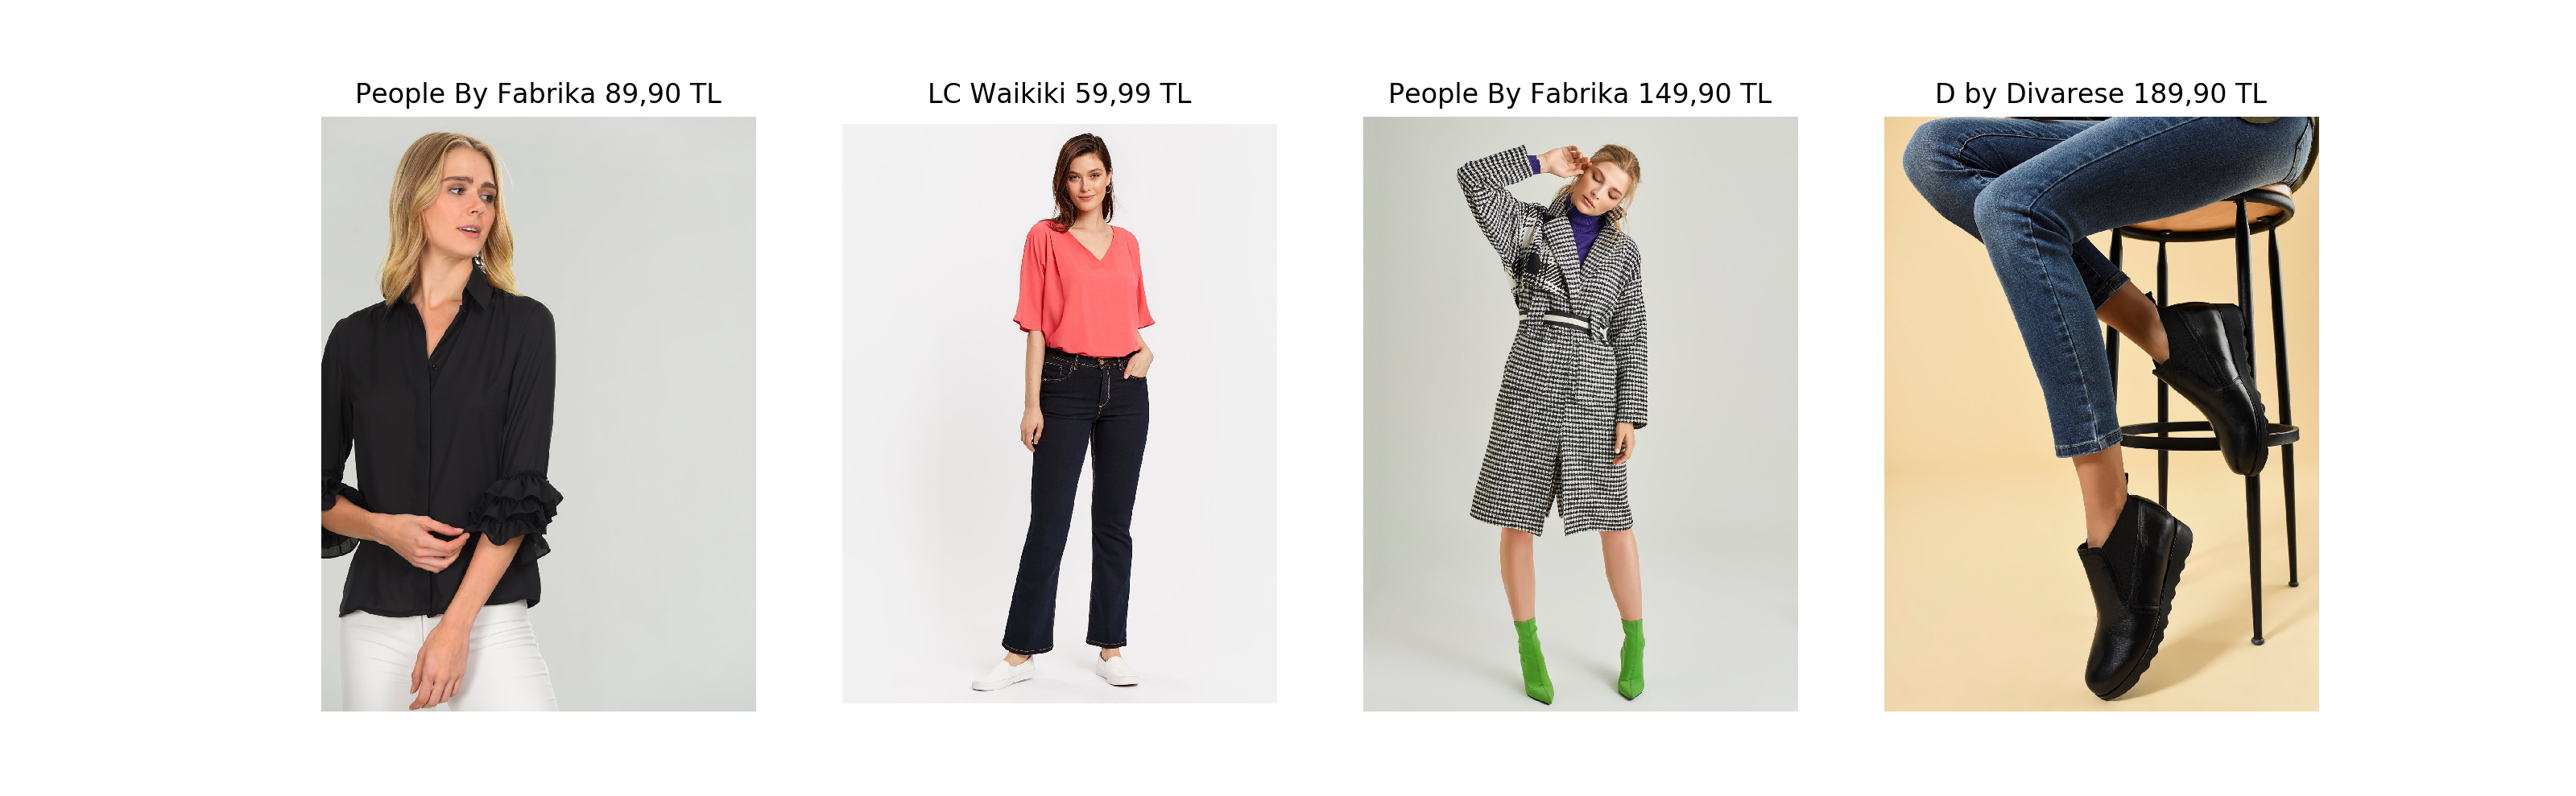 People By Fabrika 89,90 TL
LC Waikiki 59,99 TL
People By Fabrika 149,90 TL
D by Divarese 189,90 TL